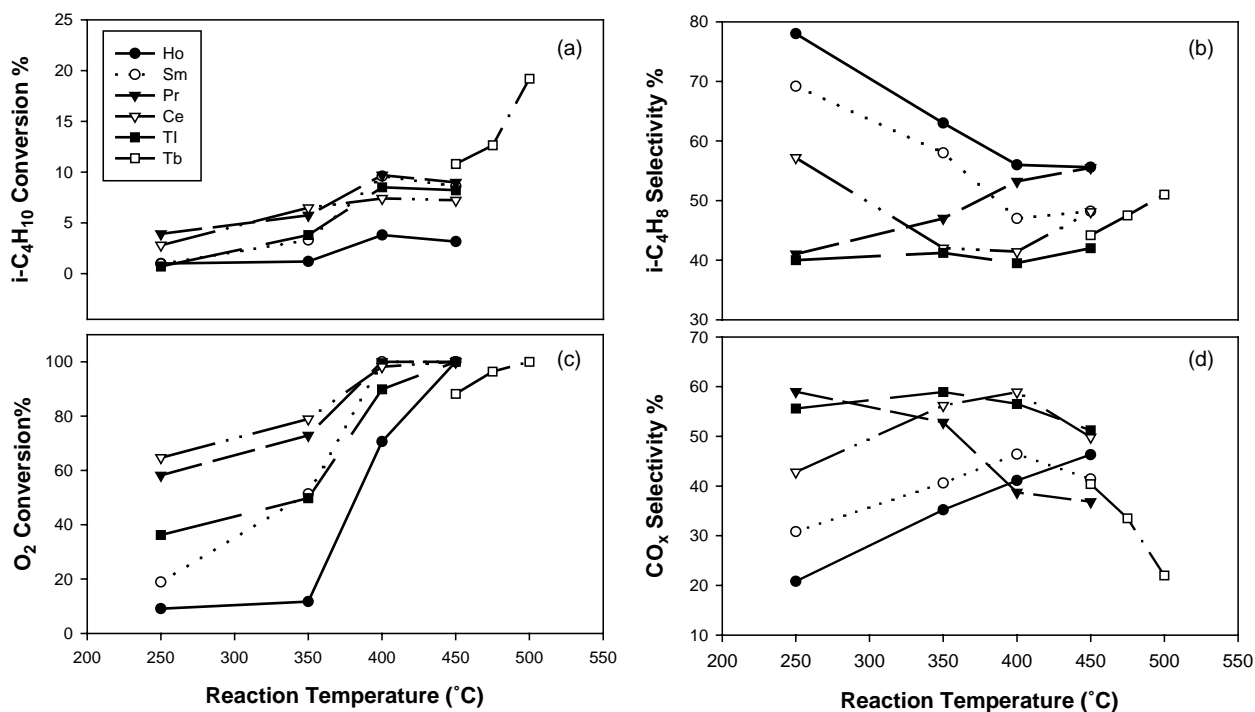 25
20
15
10
5
0
i-C4H10 Conversion %
Ho
Sm
Pr
Ce
Tl
Tb
(a)
80
70
60
50
40
30
i-C4H8 Selectivity %
(b)
100
80
60
40
20
0
O2 Conversion%
(c)
200 250 300 350 400 450 500 550
Reaction Temperature (˚C)
70
60
50
40
30
20
10
COx Selectivity %
(d)
200 250 300 350 400 450 500 550
Reaction Temperature (˚C)